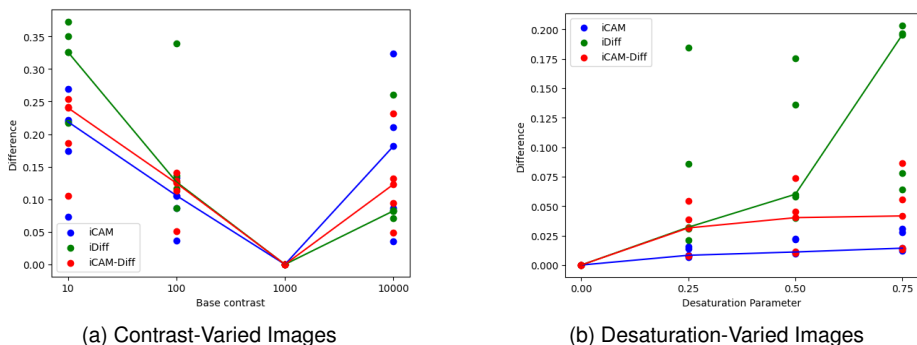 0.35
0.30
0.25
0.20
0.15
0.10
0.05
0.00
Difference
iCAM
iDiff
iCAM-Diff
10
100
1000
10000
Base contrast
(a) Contrast-Varied Images
0.200
0.175
0.150
0.125
0.100
0.075
0.050
0.025
0.000
Difference
iCAM
iDiff
iCAM-Diff
0.00
0.25
0.50
0.75
Desaturation Parameter
(b) Desaturation-Varied Images